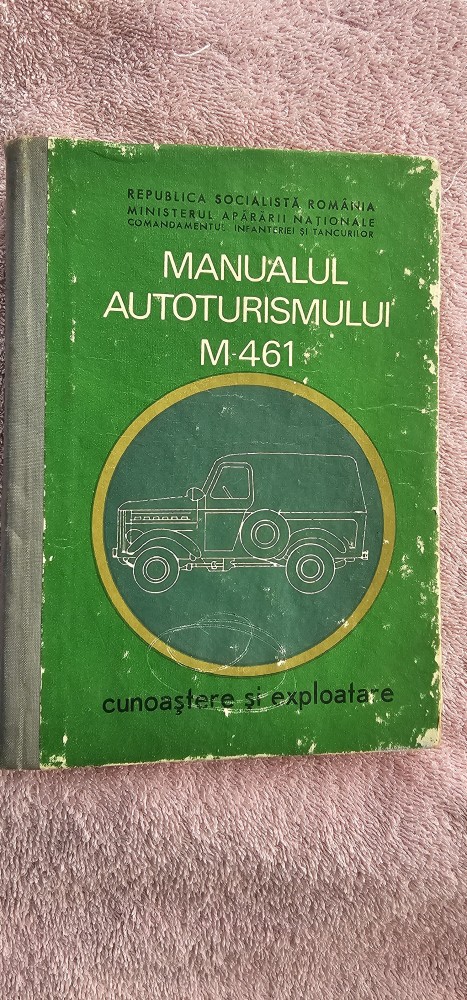 REPUBLICA SOCIALISTĂ ROMÂNIA
MINISTERUL APĂRĂRII NAȚIONALE
COMANDAMENTUL INFANTERIEI ȘI TANCURILOR
MANUALUL
AUTOTURISMULUI
M-461
cunoaștere și exploatare